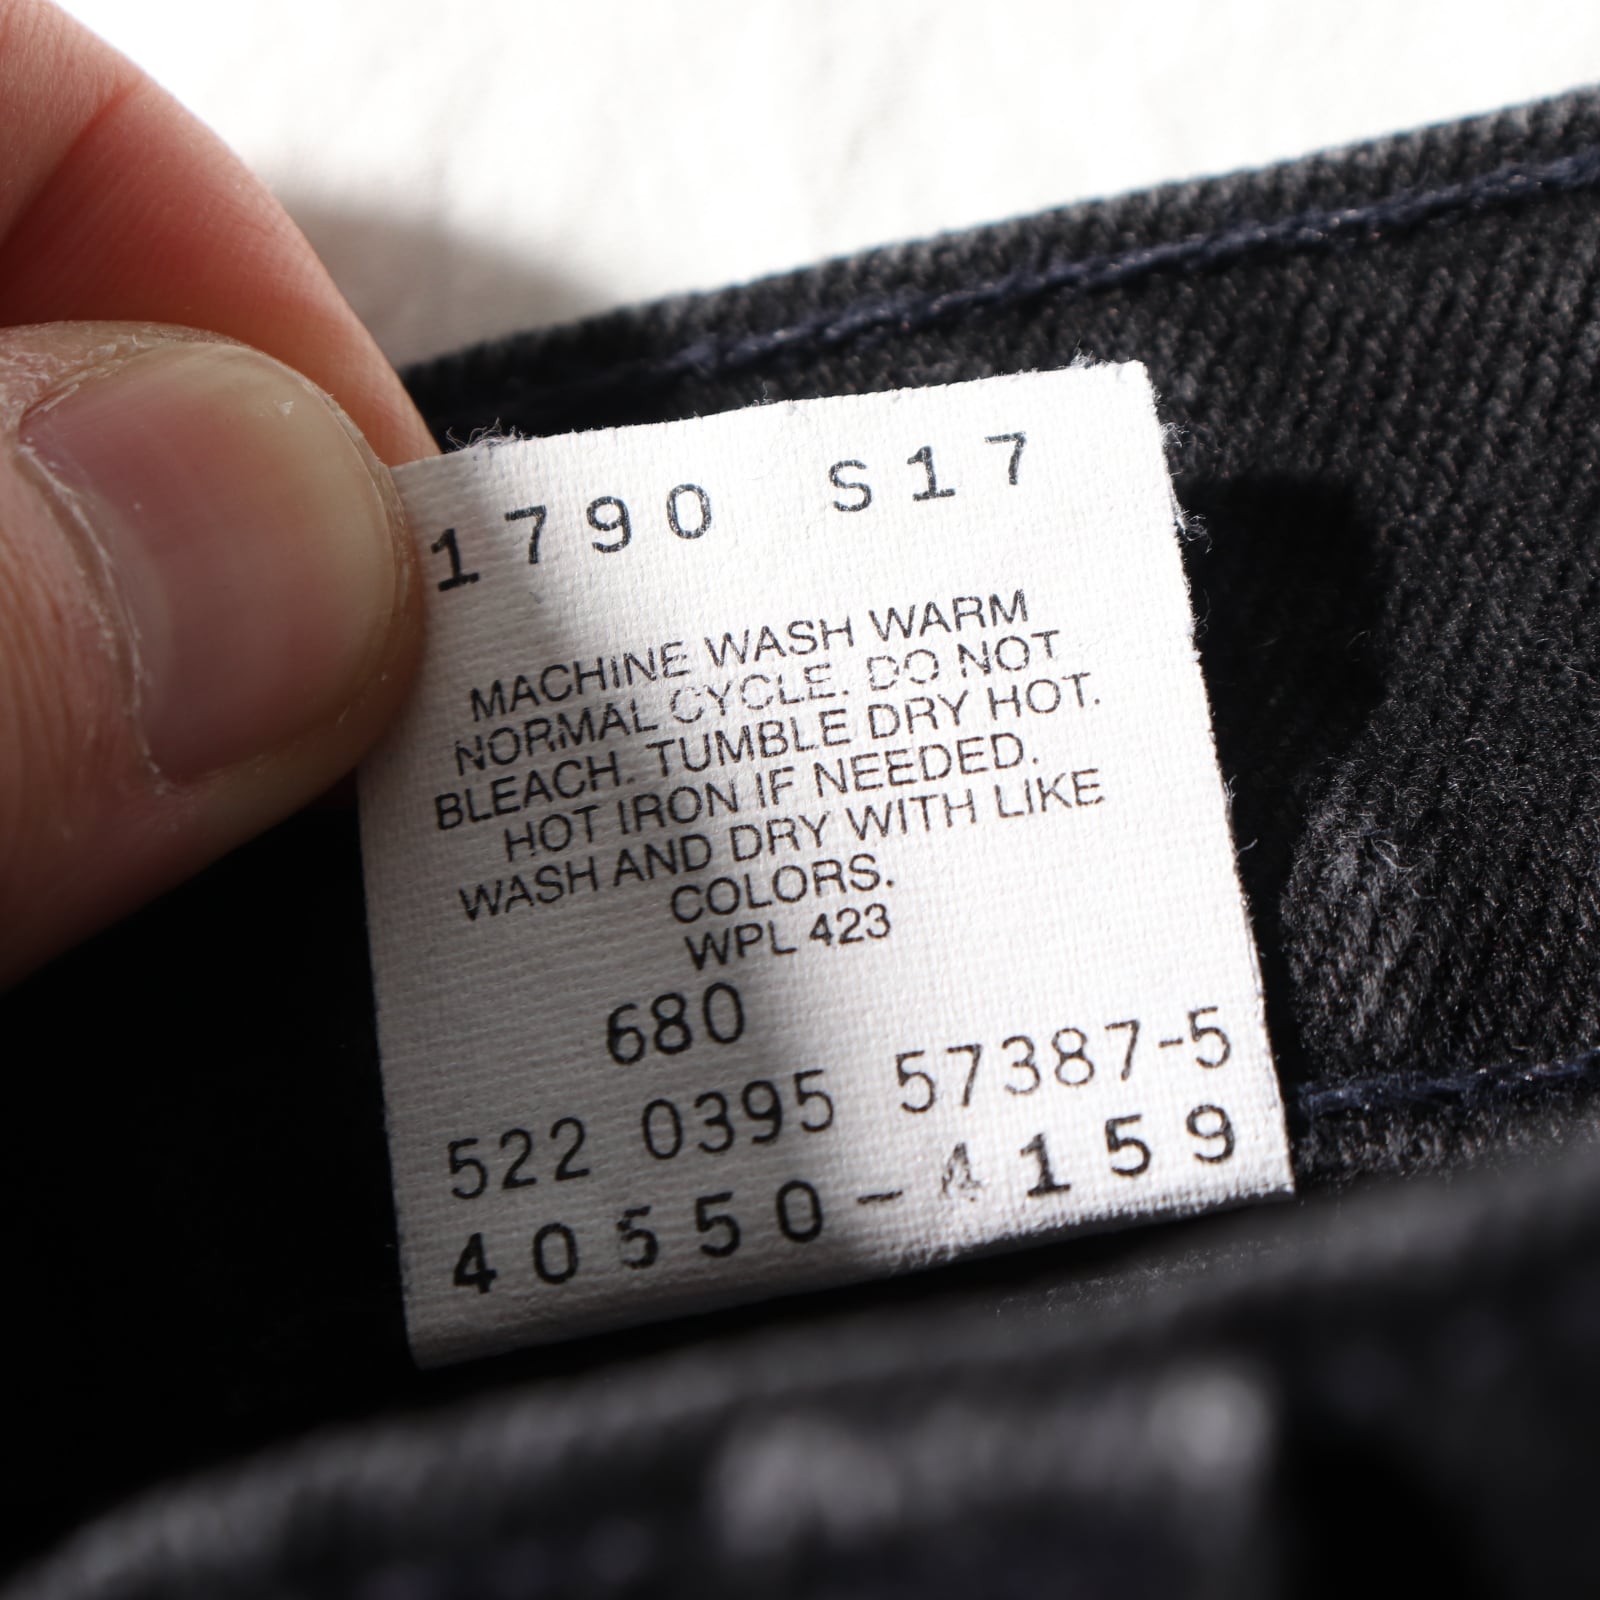 1790 S17
MACHINE WASH WARM
NORMAL CYCLE. DO NOT
BLEACH. TUMBLE DRY HOT.
HOT IRON IF NEEDED.
WASH AND DRY WITH LIKE
COLORS.
WPL 423
680
522 0395 57387-5
40550-4159